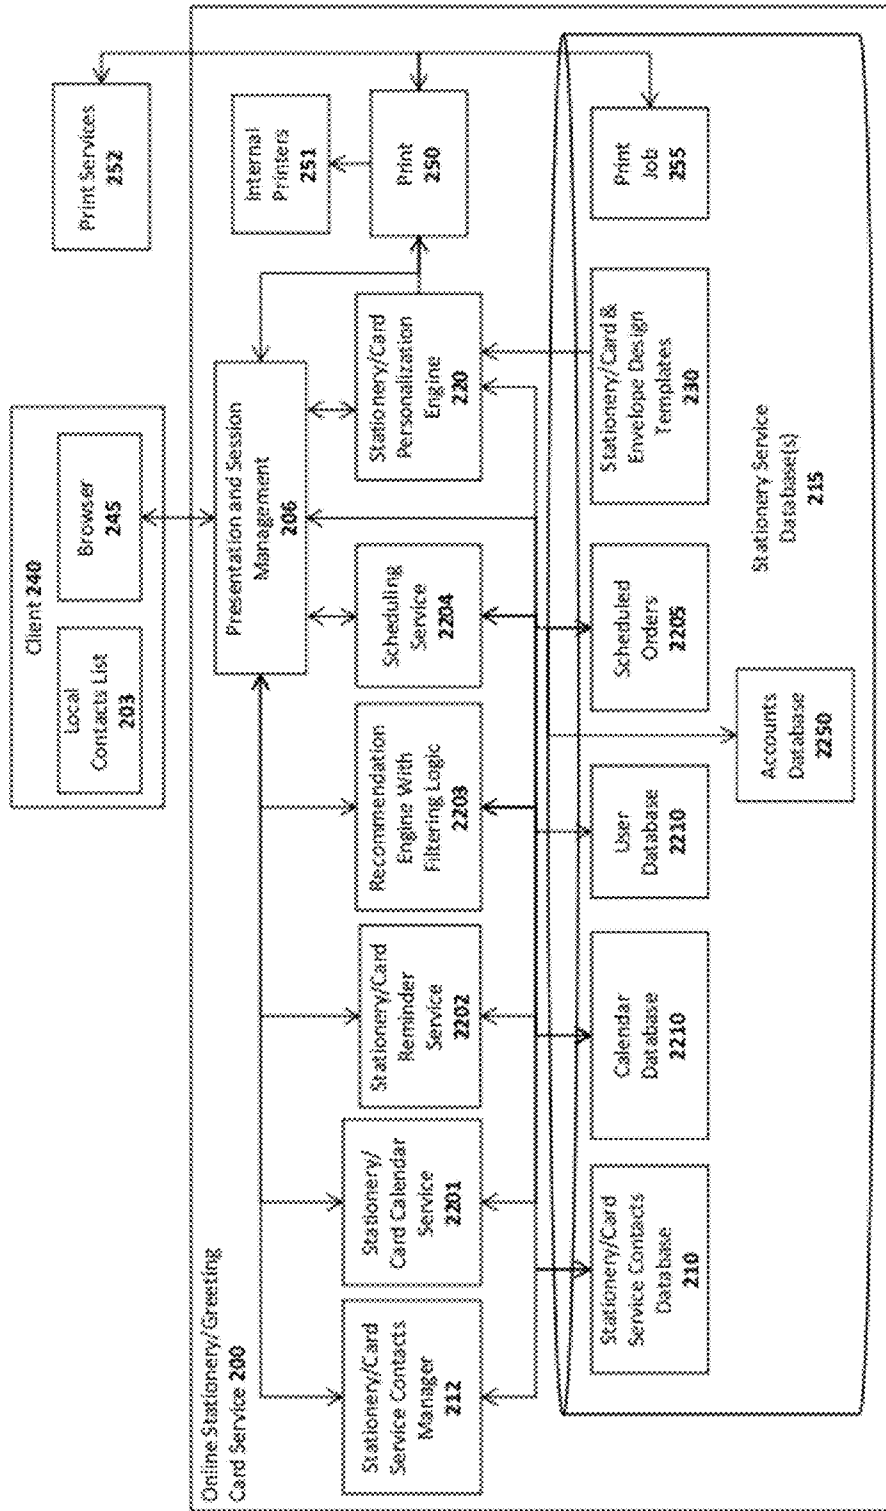 Client 240
Local
Contacts List
203
Browser
245
Print Services
252
Online Stationery/Greeting
Card Service 200
Presentation and Session
Management
206
Internal
Printers
251
Stationery/Card
Service Contacts
Manager
212
Stationery/
Card Calendar
Service
2201
Stationery/Card
Reminder
Service
2202
Recommendation
Engine With
Filtering Logic
2203
Scheduling
Service
2204
Stationery/Card
Personalization
Engine
220
Print
250
Stationery/Card
Service Contacts
Database
210
Calendar
Database
2210
User
Database
2210
Scheduled
Orders
2205
Stationery/Card &
Envelope Design
Templates
230
Print
Job
255
Accounts
Database
2250
Stationery Service
Database(s)
215